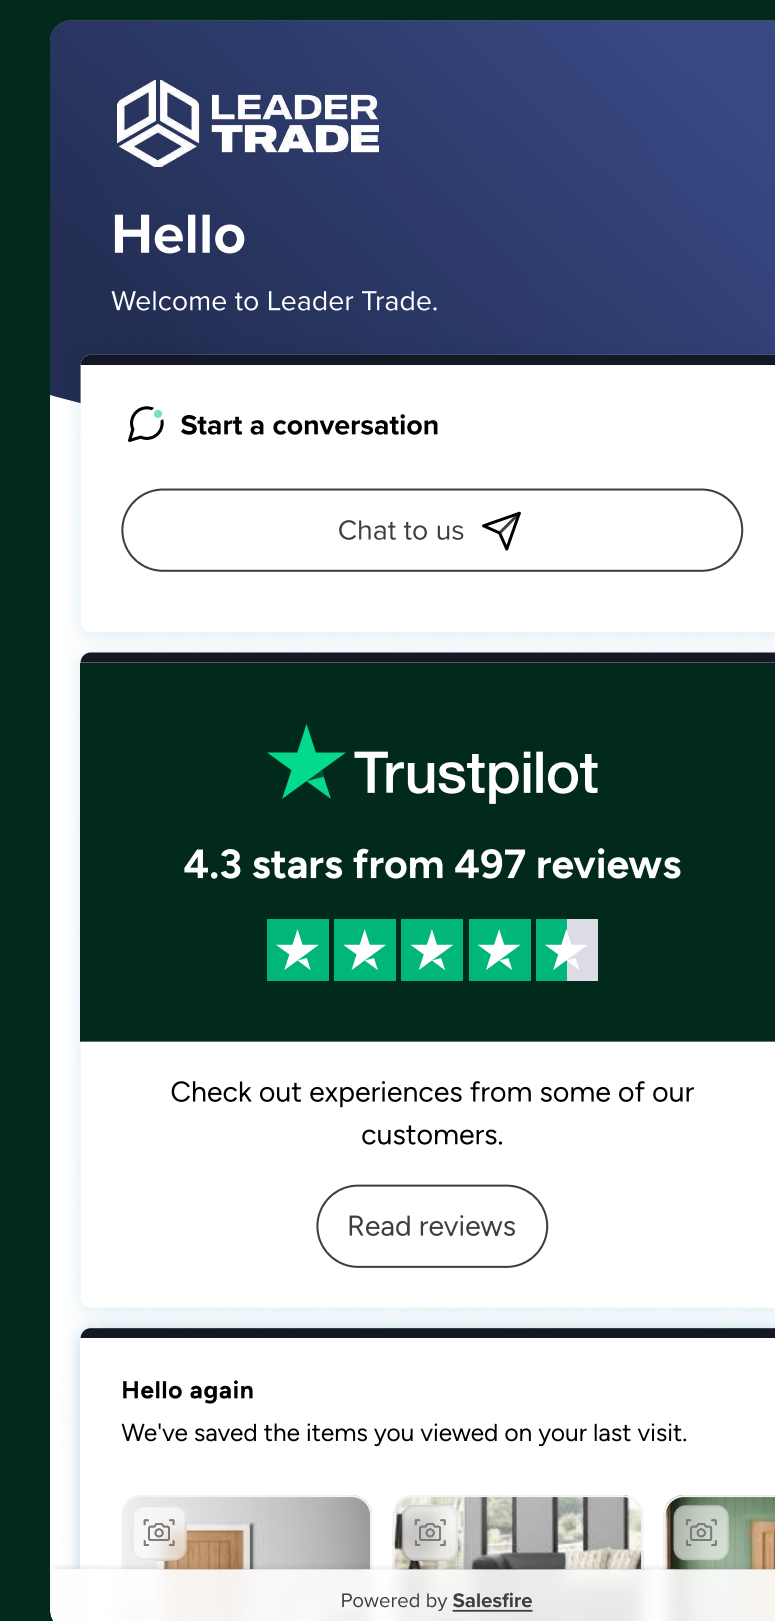 LEADER
TRADE
Hello
Welcome to Leader Trade.
Start a conversation
Chat to us
Trustpilot
4.3 stars from 497 reviews
Check out experiences from some of our
customers.
Read reviews
Hello again
We've saved the items you viewed on your last visit.
Powered by Salesfire